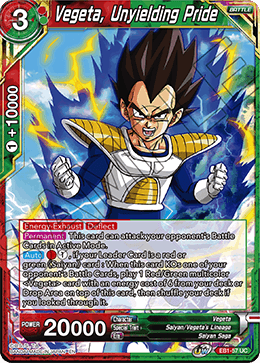 3
Vegeta, Unyielding Pride
BATTLE
+10000
Energy-Exhaust Deflect
Permanent This card can attack your opponent's Battle
Cards in Active Mode.
Auto 1, if your Leader Card is a red or
green «Saiyan» card : When this card KOs one of your
opponent's Battle Cards, play 1 Red/Green multicolor
<Vegeta> card with an energy cost of 6 from your deck or
Drop Area on top of this card, then shuffle your deck if
you looked through it.
POWER
20000
Character
Vegeta
Special Trait
Saiyan/Vegeta's Lineage
Era
Saiyan Saga
EB1-57 UC